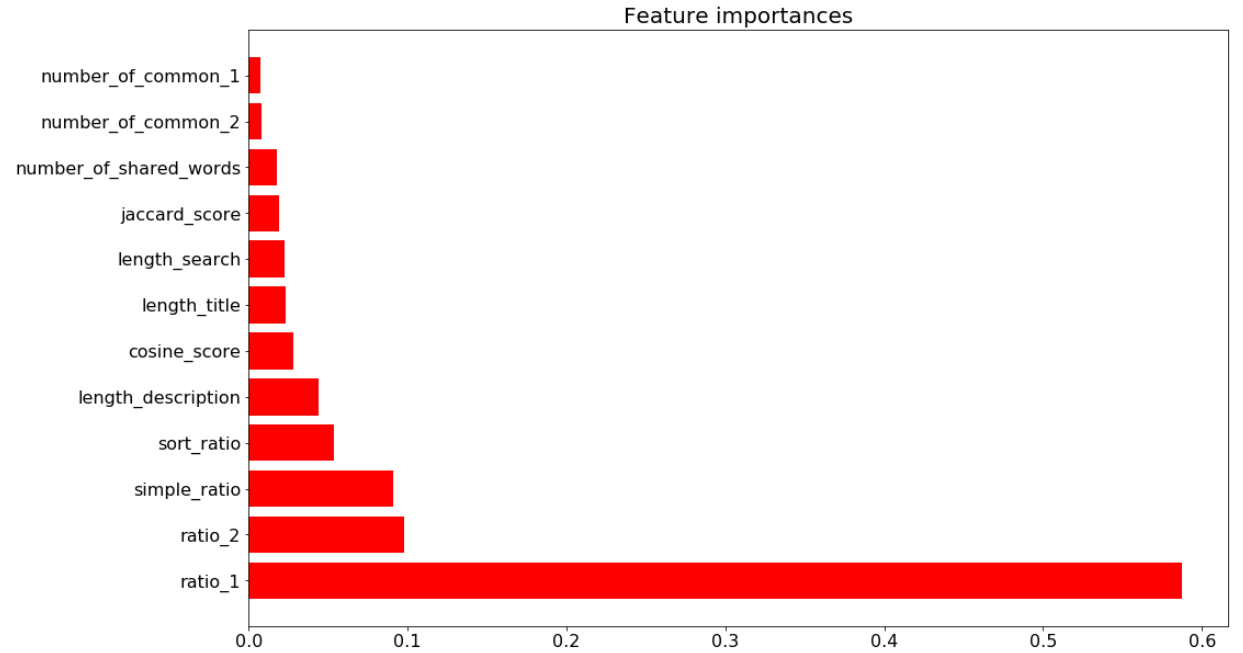 Feature importances
number_of_common_1
number_of_common_2
number_of_shared_words
jaccard_score
length_search
length_title
cosine_score
length_description
sort_ratio
simple_ratio
ratio_2
ratio_1
0.0 0.1 0.2 0.3 0.4 0.5 0.6